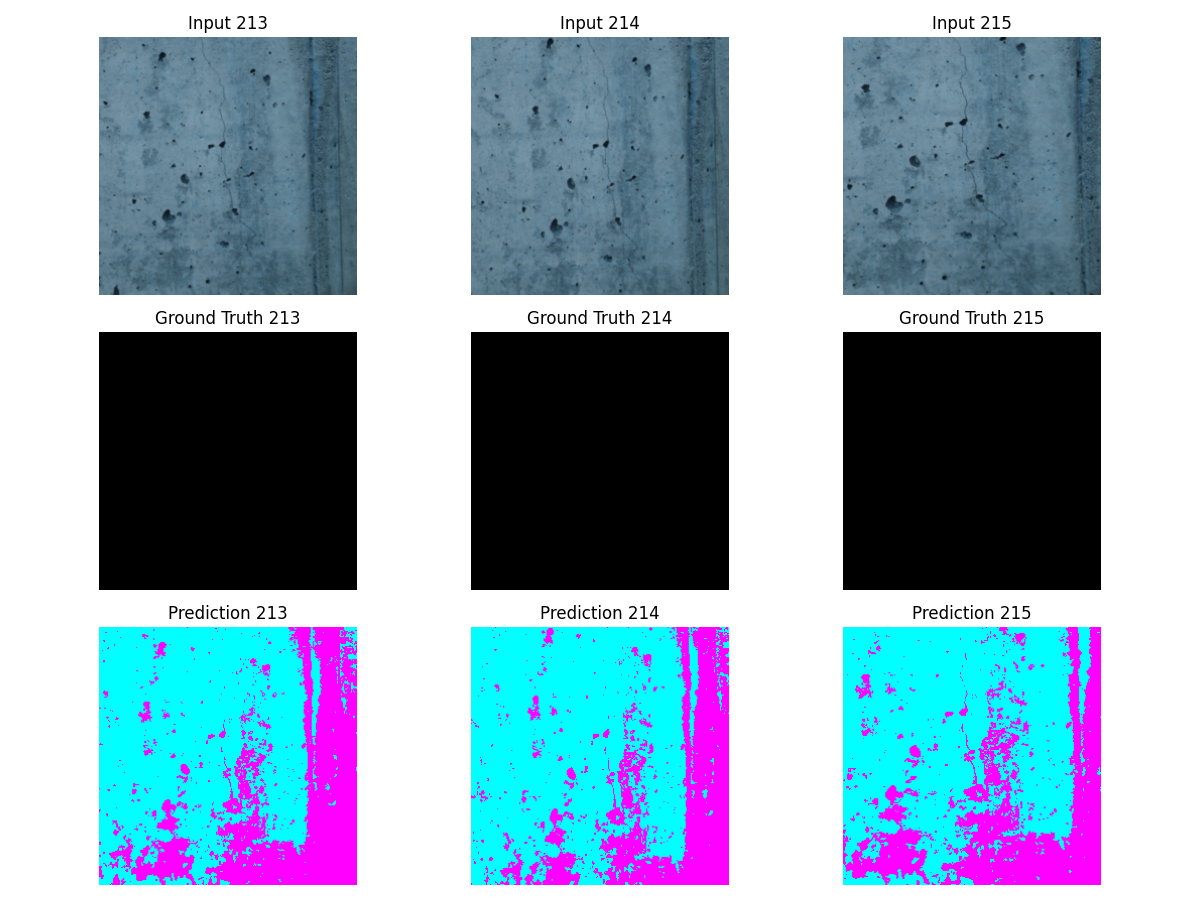 Input 213
Input 214
Input 215
Ground Truth 213
Ground Truth 214
Ground Truth 215
Prediction 213
Prediction 214
Prediction 215